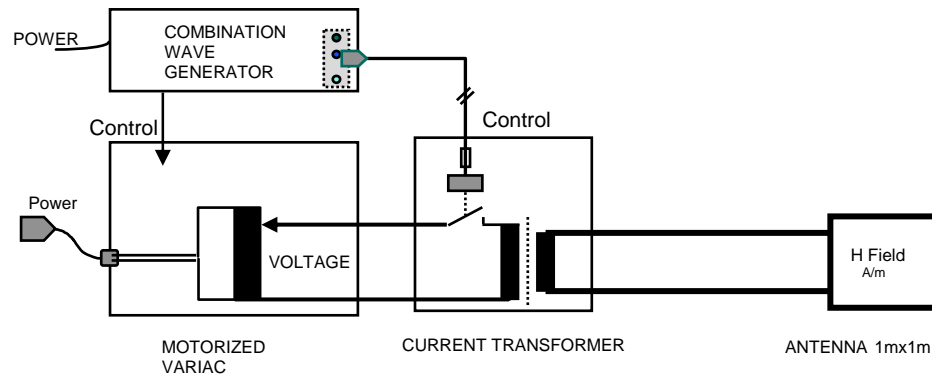 POWER
COMBINATION
WAVE
GENERATOR
Control
Control
Power
VOLTAGE
H Field
A/m
MOTORIZED
VARIAC
CURRENT TRANSFORMER
ANTENNA 1mx1m